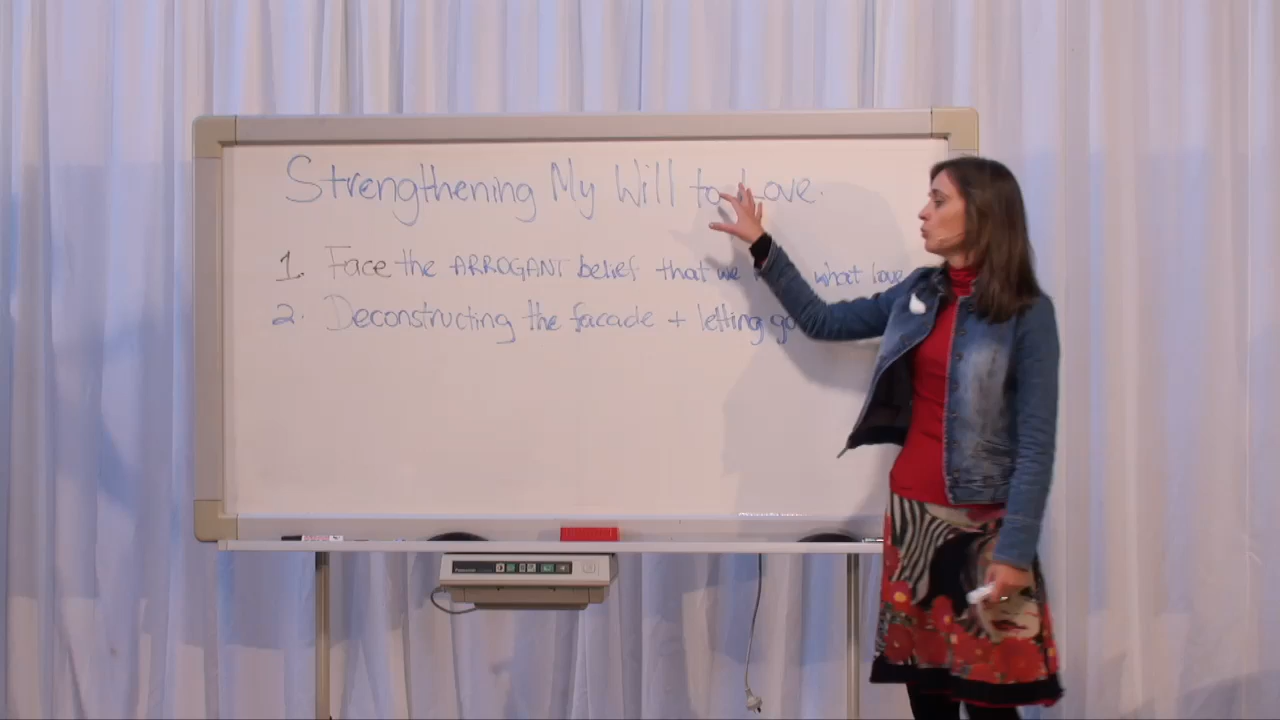 Strengthening My Will to Love.
1. Face the ARROGANT belief that we what love
2. Deconstructing the facade + letting go
Panasonic